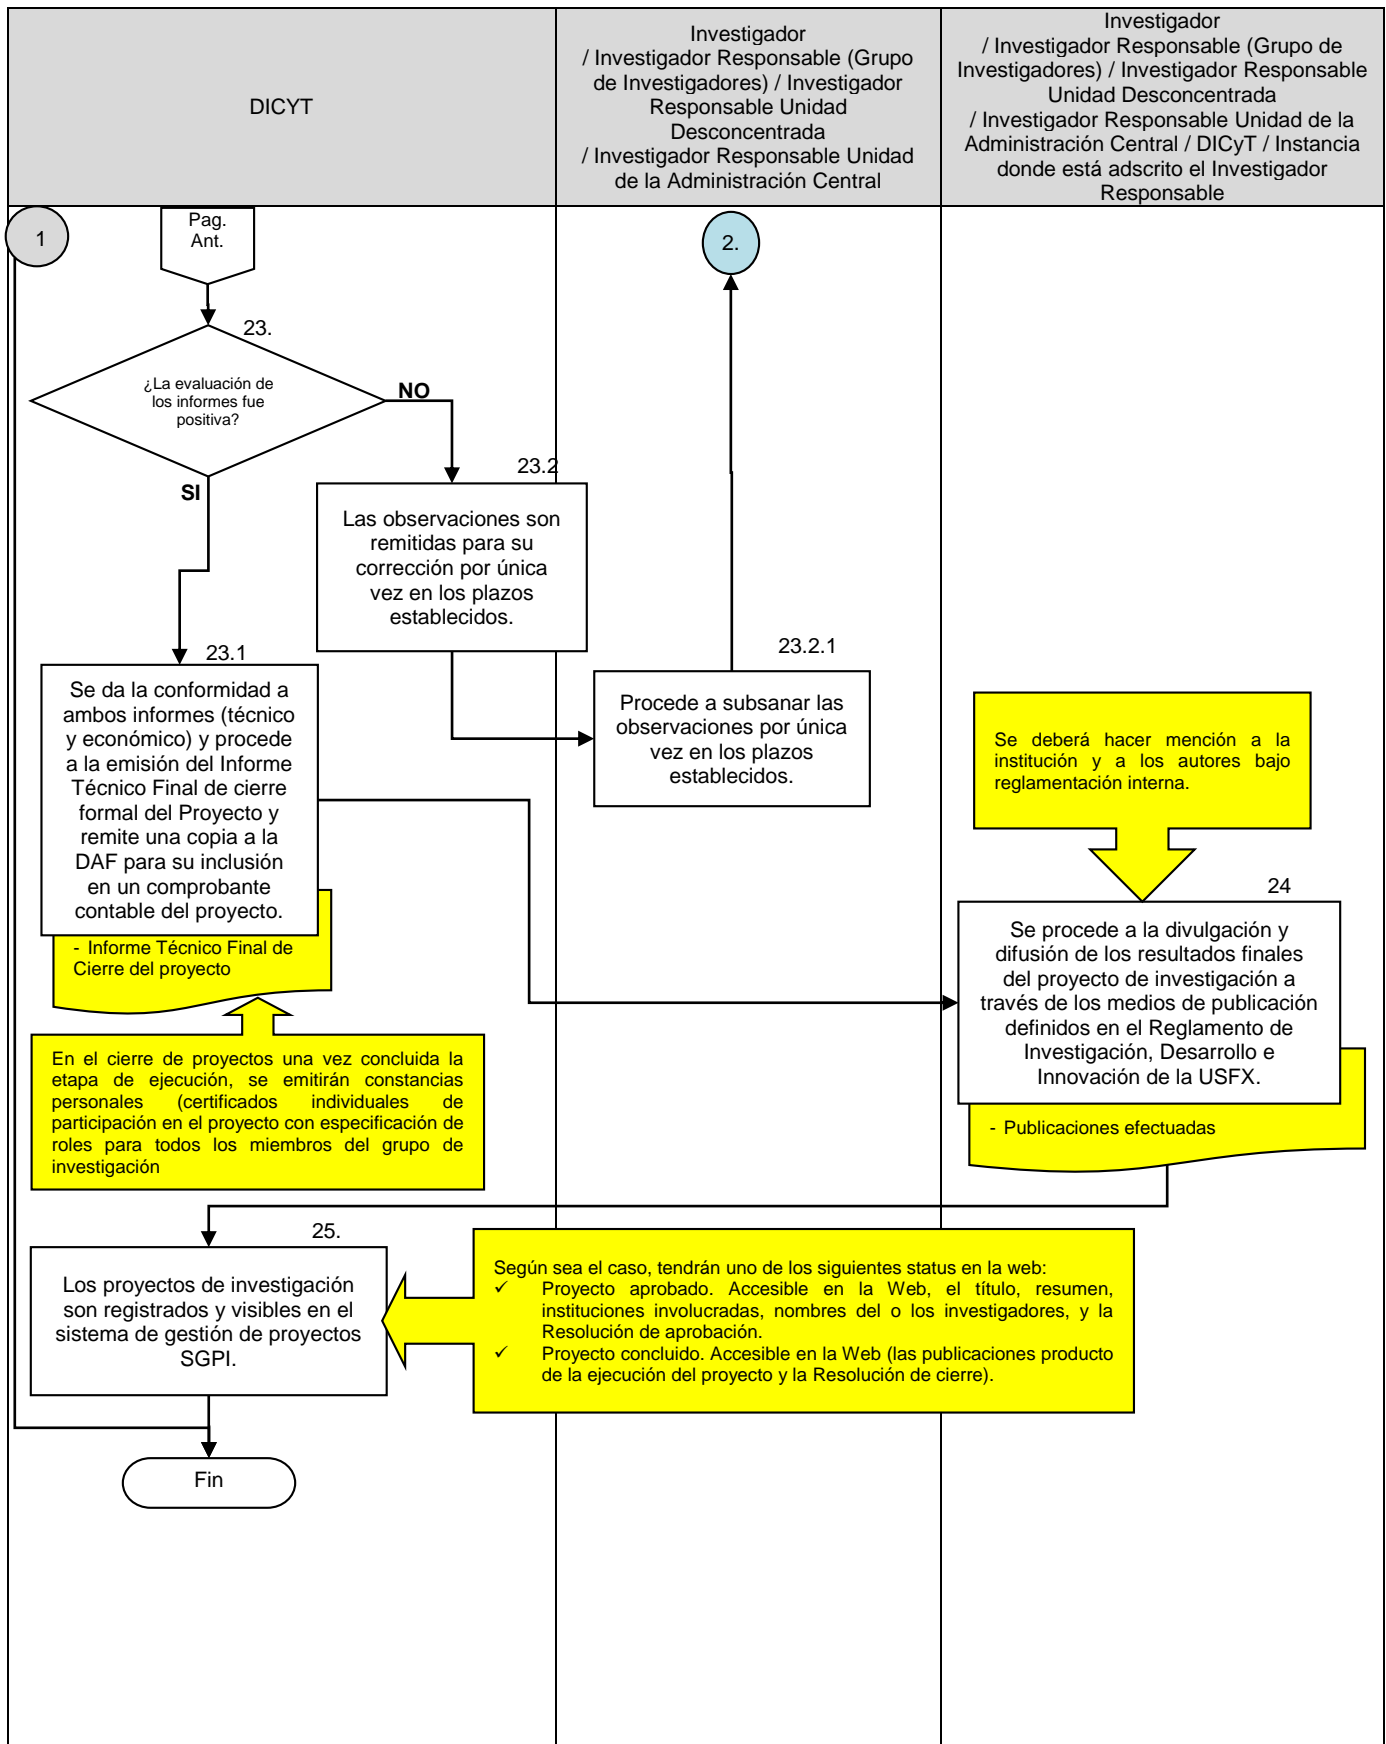 DICYT
Investigador
/ Investigador Responsable (Grupo
de Investigadores) / Investigador
Responsable Unidad
Desconcentrada
/ Investigador Responsable Unidad
de la Administración Central
Investigador
/ Investigador Responsable (Grupo de
Investigadores) / Investigador Responsable
Unidad Desconcentrada
/ Investigador Responsable Unidad de la
Administración Central / DICyT / Instancia
donde está adscrito el Investigador
Responsable
1
Pag.
Ant.
2.
23.
¿La evaluación de
los informes fue
positiva?
NO
SI
23.2
Las observaciones son
remitidas para su
corrección por única
vez en los plazos
establecidos.
23.2.1
Procede a subsanar las
observaciones por única
vez en los plazos
establecidos.
23.1
Se da la conformidad a
ambos informes (técnico
y económico) y procede
a la emisión del Informe
Técnico Final de cierre
formal del Proyecto y
remite una copia a la
DAF para su inclusión
en un comprobante
contable del proyecto.
- Informe Técnico Final de
Cierre del proyecto
En el cierre de proyectos una vez concluida la
etapa de ejecución, se emitirán constancias
personales (certificados individuales de
participación en el proyecto con especificación de
roles para todos los miembros del grupo de
investigación
Se deberá hacer mención a la
institución y a los autores bajo
reglamentación interna.
24
Se procede a la divulgación y
difusión de los resultados finales
del proyecto de investigación a
través de los medios de publicación
definidos en el Reglamento de
Investigación, Desarrollo e
Innovación de la USFX.
- Publicaciones efectuadas
25.
Los proyectos de investigación
son registrados y visibles en el
sistema de gestión de proyectos
SGPI.
Según sea el caso, tendrán uno de los siguientes status en la web:
✓ Proyecto aprobado. Accesible en la Web, el título, resumen,
instituciones involucradas, nombres del o los investigadores, y la
Resolución de aprobación.
✓ Proyecto concluido. Accesible en la Web (las publicaciones producto
de la ejecución del proyecto y la Resolución de cierre).
Fin